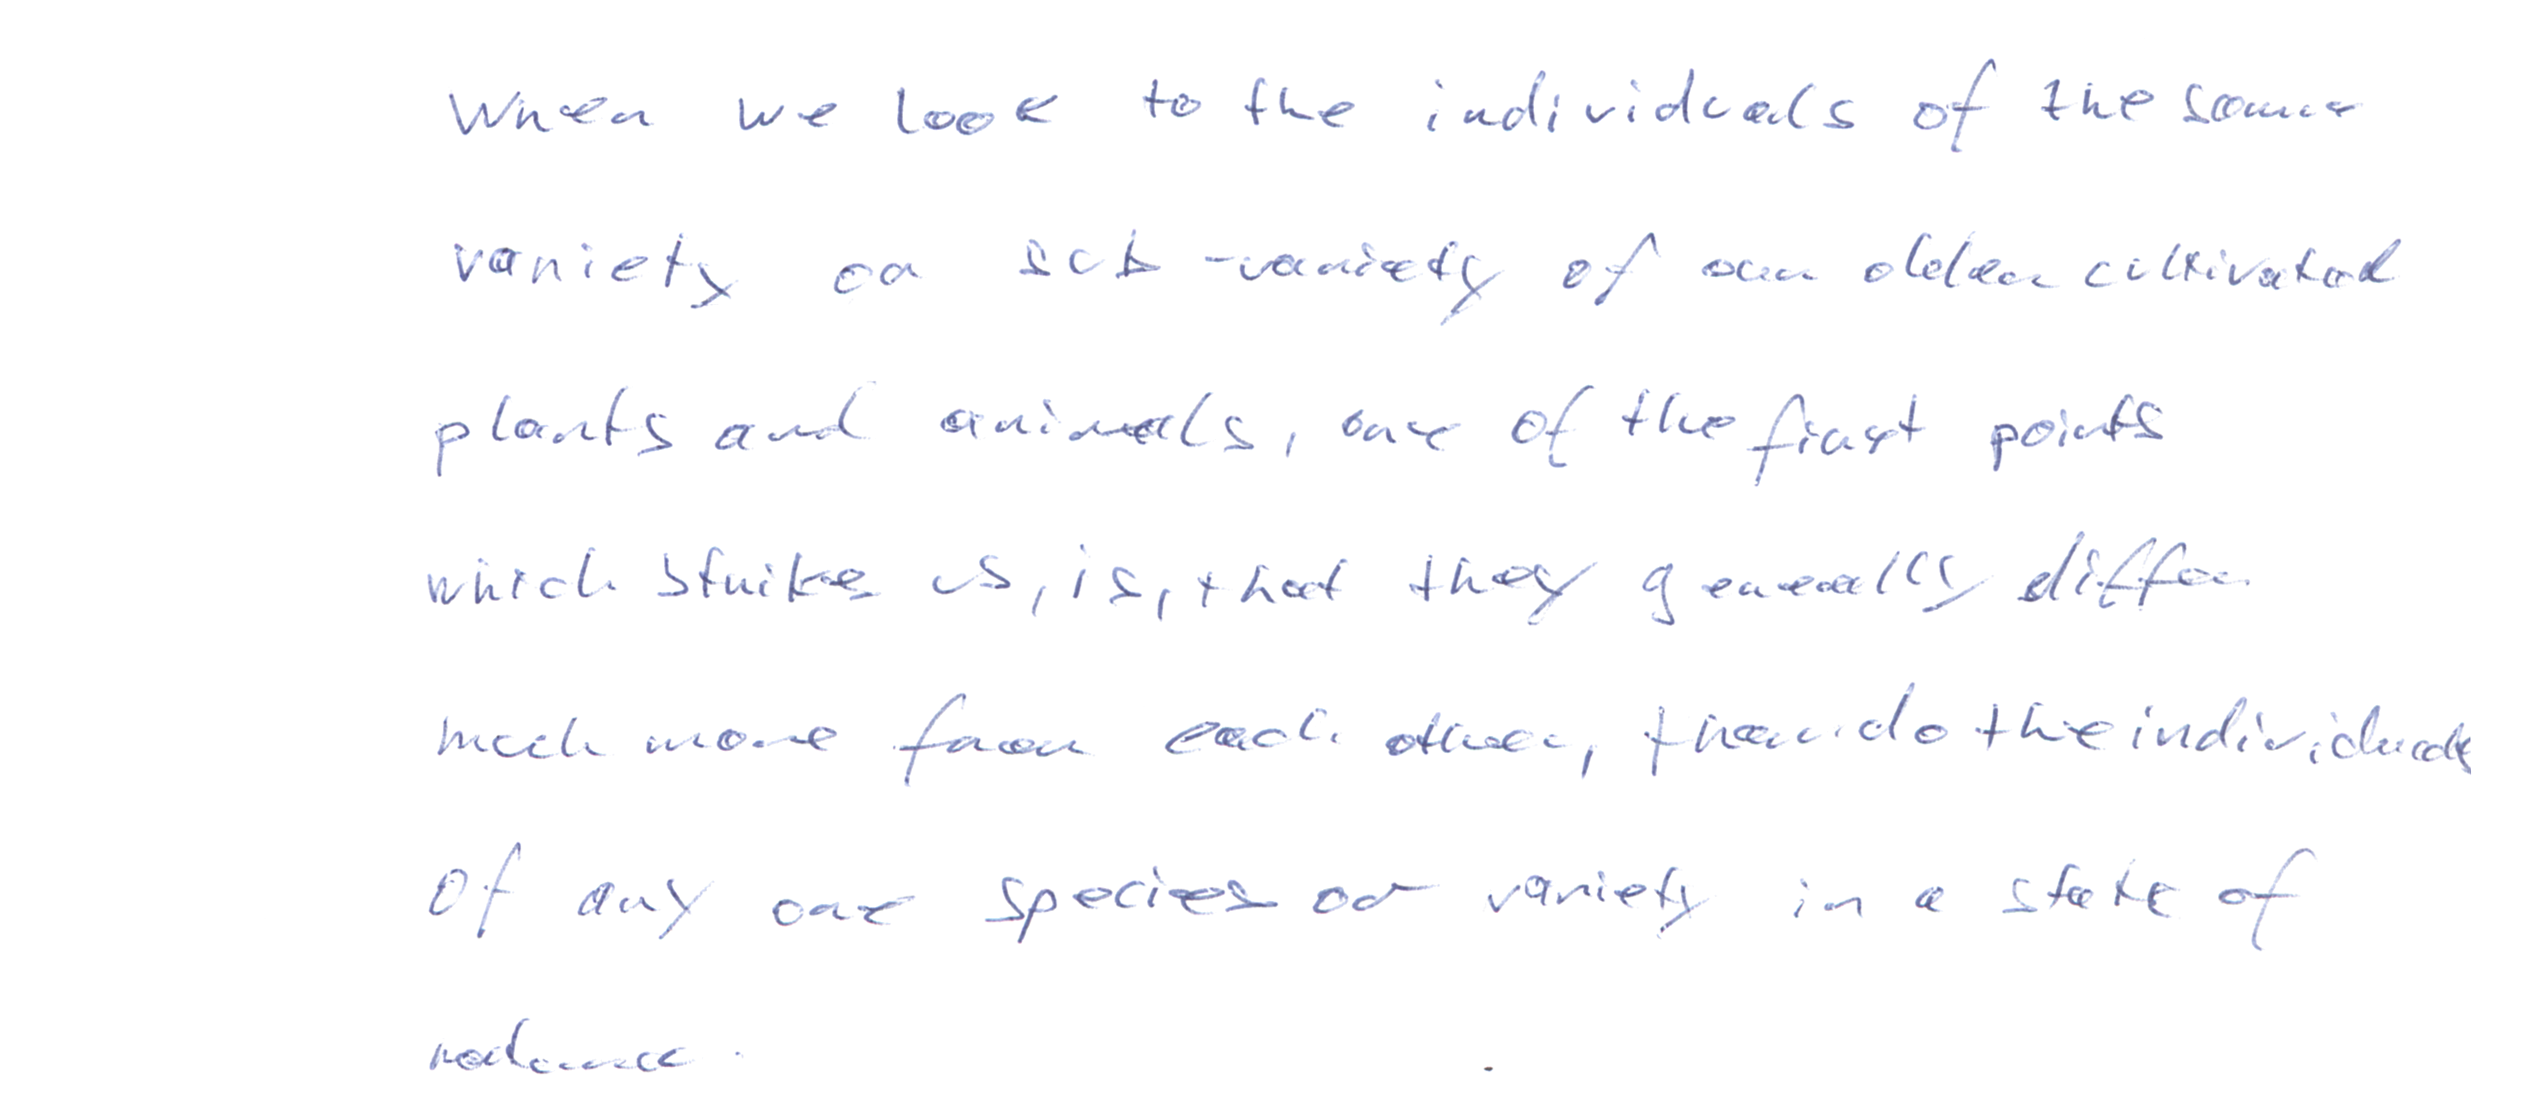 When we look to the individuals of the same
variety or sub-variety of our older cultivated
plants and animals, one of the first points
which strikes us, is, that they generally differ
much more from each other, than do the individuals
of any one species or variety in a state of
nature.